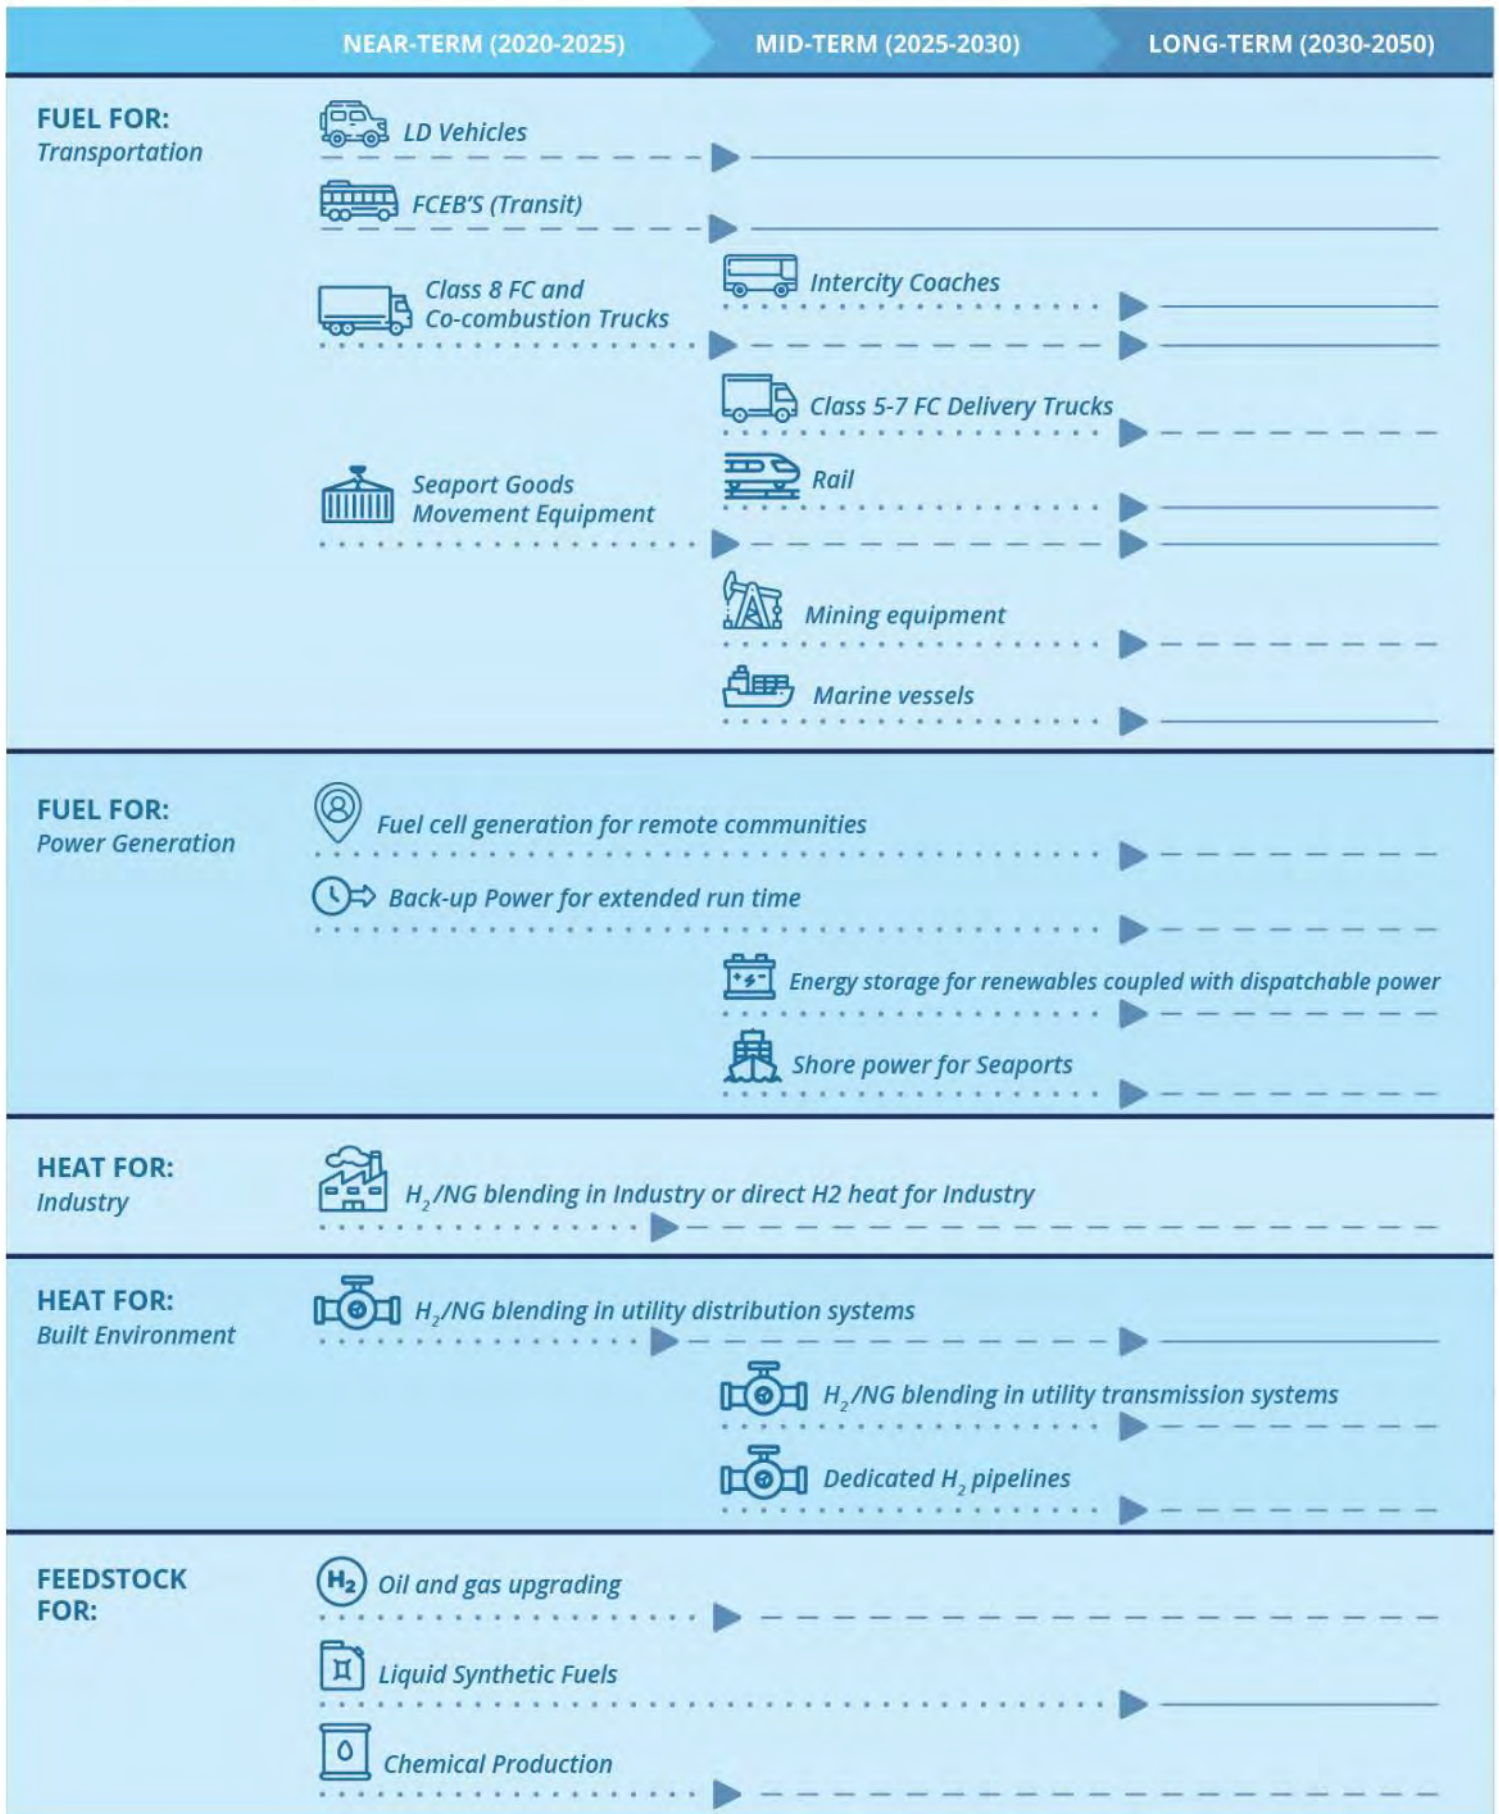 NEAR-TERM (2020-2025)
MID-TERM (2025-2030)
LONG-TERM (2030-2050)
FUEL FOR:
Transportation
LD Vehicles
FCEB'S (Transit)
Class 8 FC and
Co-combustion Trucks
Intercity Coaches
Class 5-7 FC Delivery Trucks
Seaport Goods
Movement Equipment
Rail
Mining equipment
Marine vessels
FUEL FOR:
Power Generation
Fuel cell generation for remote communities
Back-up Power for extended run time
Energy storage for renewables coupled with dispatchable power
Shore power for Seaports
HEAT FOR:
Industry
H₂/NG blending in Industry or direct H2 heat for Industry
HEAT FOR:
Built Environment
H₂/NG blending in utility distribution systems
H₂/NG blending in utility transmission systems
Dedicated H₂ pipelines
FEEDSTOCK
FOR:
H₂
Oil and gas upgrading
Liquid Synthetic Fuels
Chemical Production